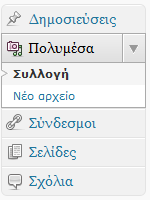 Δημοσιεύσεις
Πολυμέσα
Συλλογή
Νέο αρχείο
Σύνδεσμοι
Σελίδες
Σχόλια